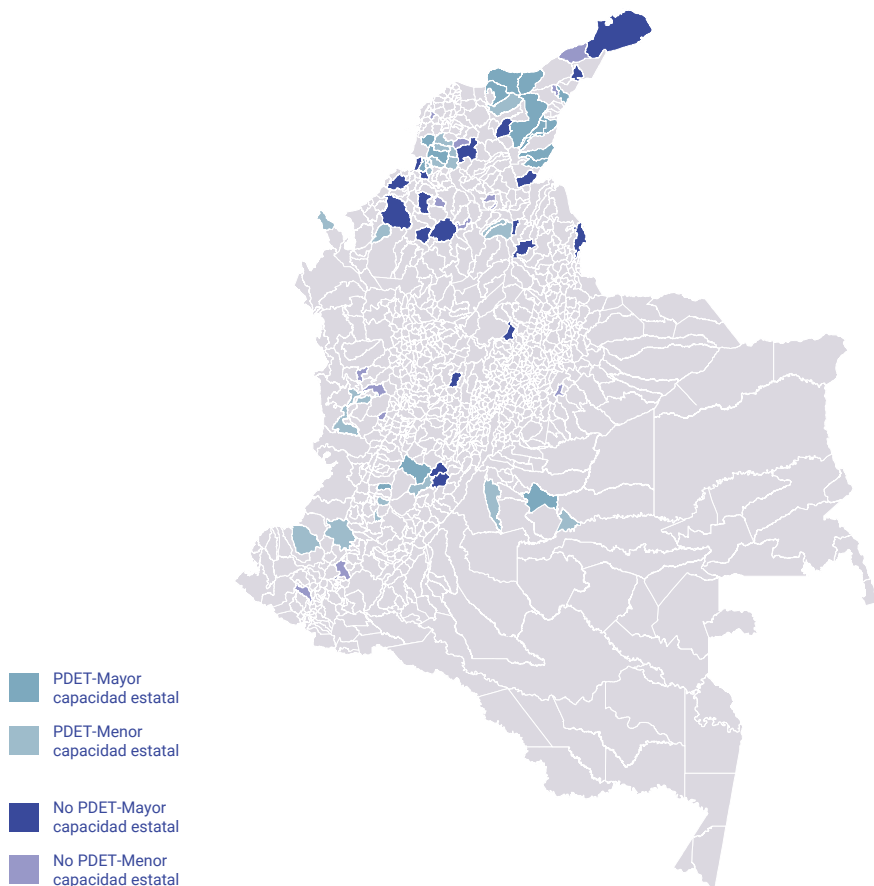 PDET-Mayor
capacidad estatal
PDET-Menor
capacidad estatal
No PDET-Mayor
capacidad estatal
No PDET-Menor
capacidad estatal